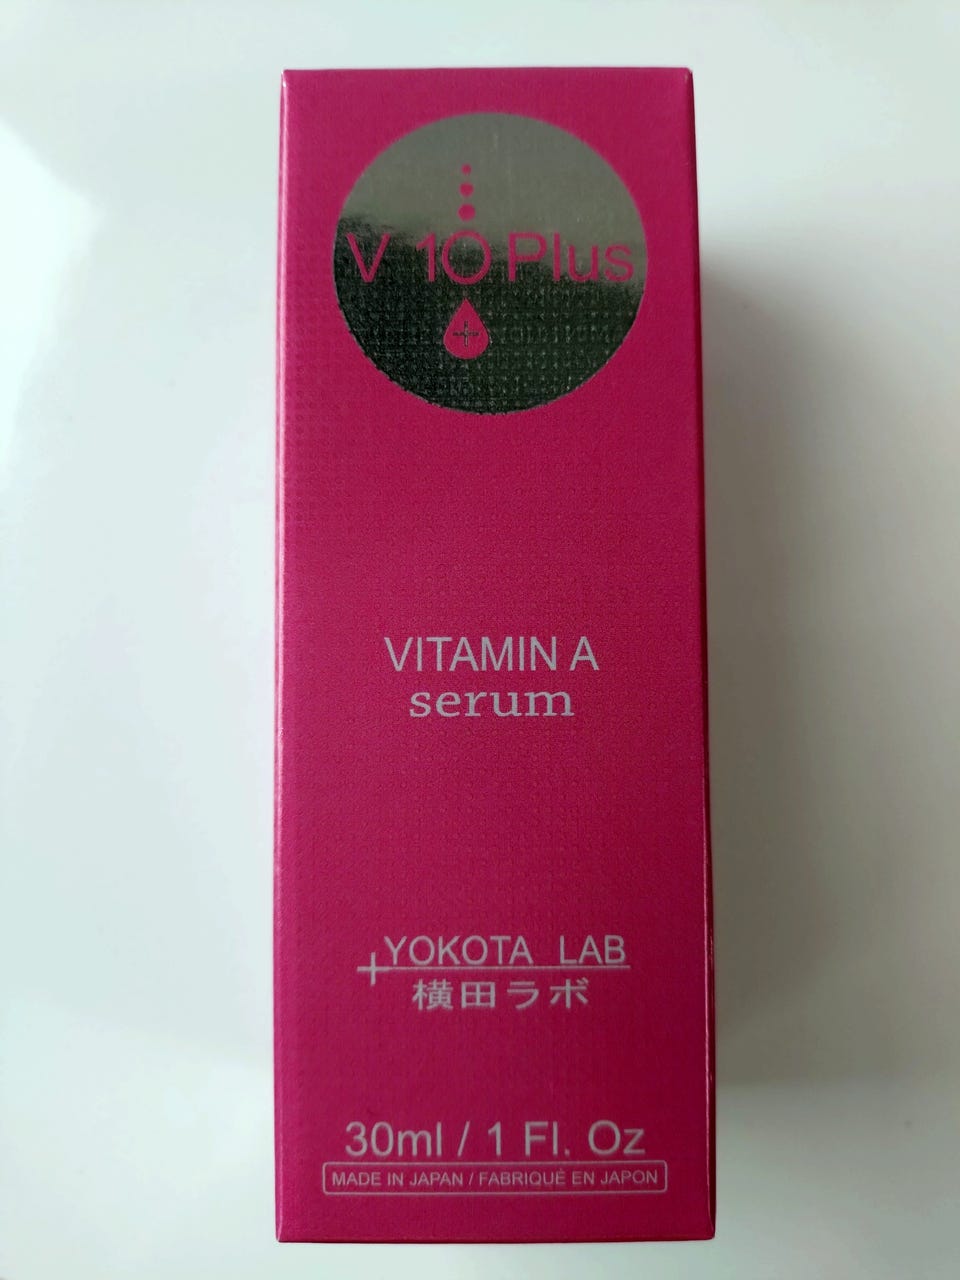 V 10 Plus
VITAMIN A
serum
YOKOTA LAB
横田ラボ
30ml / 1 Fl. Oz
MADE IN JAPAN / FABRIQUÉ EN JAPON